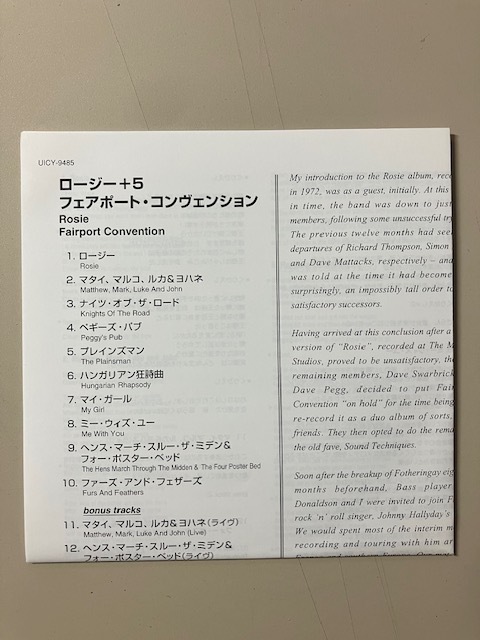 UICY-9485
ロージー+5
フェアポート・コンヴェンション
Rosie
Fairport Convention
1. ロージー
Rosie
2. マタイ、マルコ、ルカ&ヨハネ
Matthew, Mark, Luke And John
3. ナイツ・オブ・ザ・ロード
Knights Of The Road
4. ペギーズ・パブ
Peggy's Pub
5. プレインズマン
The Plainsman
6. ハンガリアン狂詩曲
Hungarian Rhapsody
7. マイ・ガール
My Girl
8. ミー・ウィズ・ユー
Me With You
9. ヘンス・マーチ・スルー・ザ・ミデン&
フォー・ポスター・ベッド
The Hens March Through The Midden & The Four Poster Bed
10. ファーズ・アンド・フェザーズ
Furs And Feathers
bonus tracks
11. マタイ、マルコ、ルカ&ヨハネ(ライヴ)
Matthew, Mark, Luke And John (Live)
12. ヘンス・マーチ・スルー・ザ・ミデン&
フォー・ポスター・ベッド(ライヴ)
My introduction to the Rosie album, rec
in 1972, was as a guest, initially. At this
in time, the band was down to just
members, following some unsuccessful
The previous twelve months had see
departures of Richard Thompson, Simon
and Dave Mattacks, respectively – and
was told at the time it had become
surprisingly, an impossibly tall order to
satisfactory successors.
Having arrived at this conclusion after a
version of "Rosie", recorded at The M
Studios, proved to be unsatisfactory, the
remaining members, Dave Swarbrick
Dave Pegg, decided to put Fai
Convention "on hold" for the time being
re-record it as a duo album of sorts,
friends. They then opted to do the rema
the old fave, Sound Techniques.
Soon after the breakup of Fotheringay eig
months beforehand, Bass player
Donaldson and I were invited to join F
rock 'n' roll singer, Johnny Hallyday's
We would spent most of the interim m
recording and touring with him ar